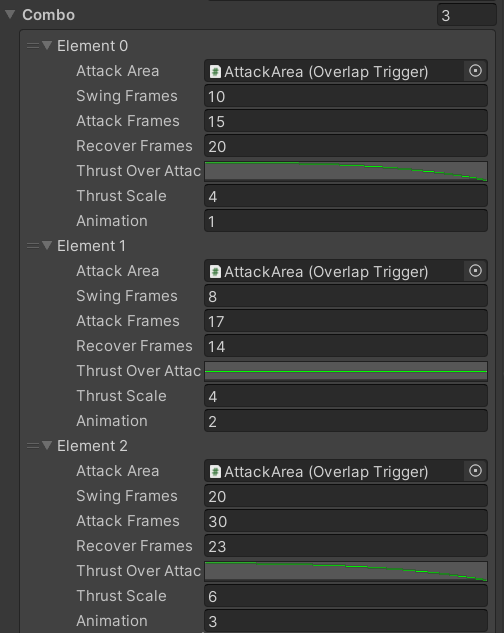 Combo 3
Element 0
Attack Area AttackArea (Overlap Trigger)
Swing Frames 10
Attack Frames 15
Recover Frames 20
Thrust Over Attac
Thrust Scale 4
Animation 1
Element 1
Attack Area AttackArea (Overlap Trigger)
Swing Frames 8
Attack Frames 17
Recover Frames 14
Thrust Over Attac
Thrust Scale 4
Animation 2
Element 2
Attack Area AttackArea (Overlap Trigger)
Swing Frames 20
Attack Frames 30
Recover Frames 23
Thrust Over Attac
Thrust Scale 6
Animation 3